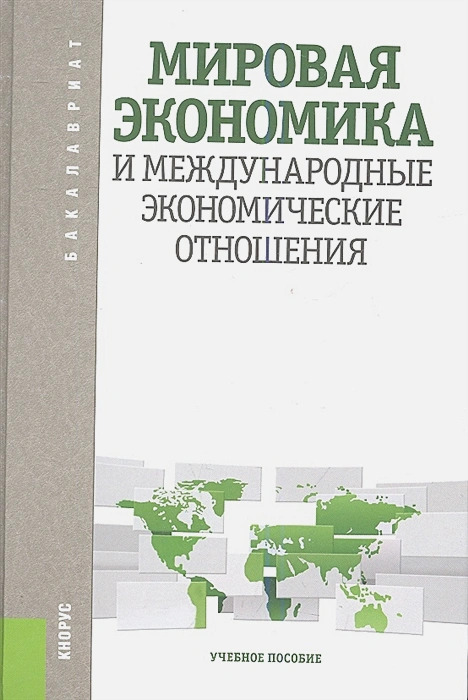 БАКАЛАВРИАТ
МИРОВАЯ
ЭКОНОМИКА
И МЕЖДУНАРОДНЫЕ
ЭКОНОМИЧЕСКИЕ
ОТНОШЕНИЯ
КНОРУС
УЧЕБНОЕ ПОСОБИЕ